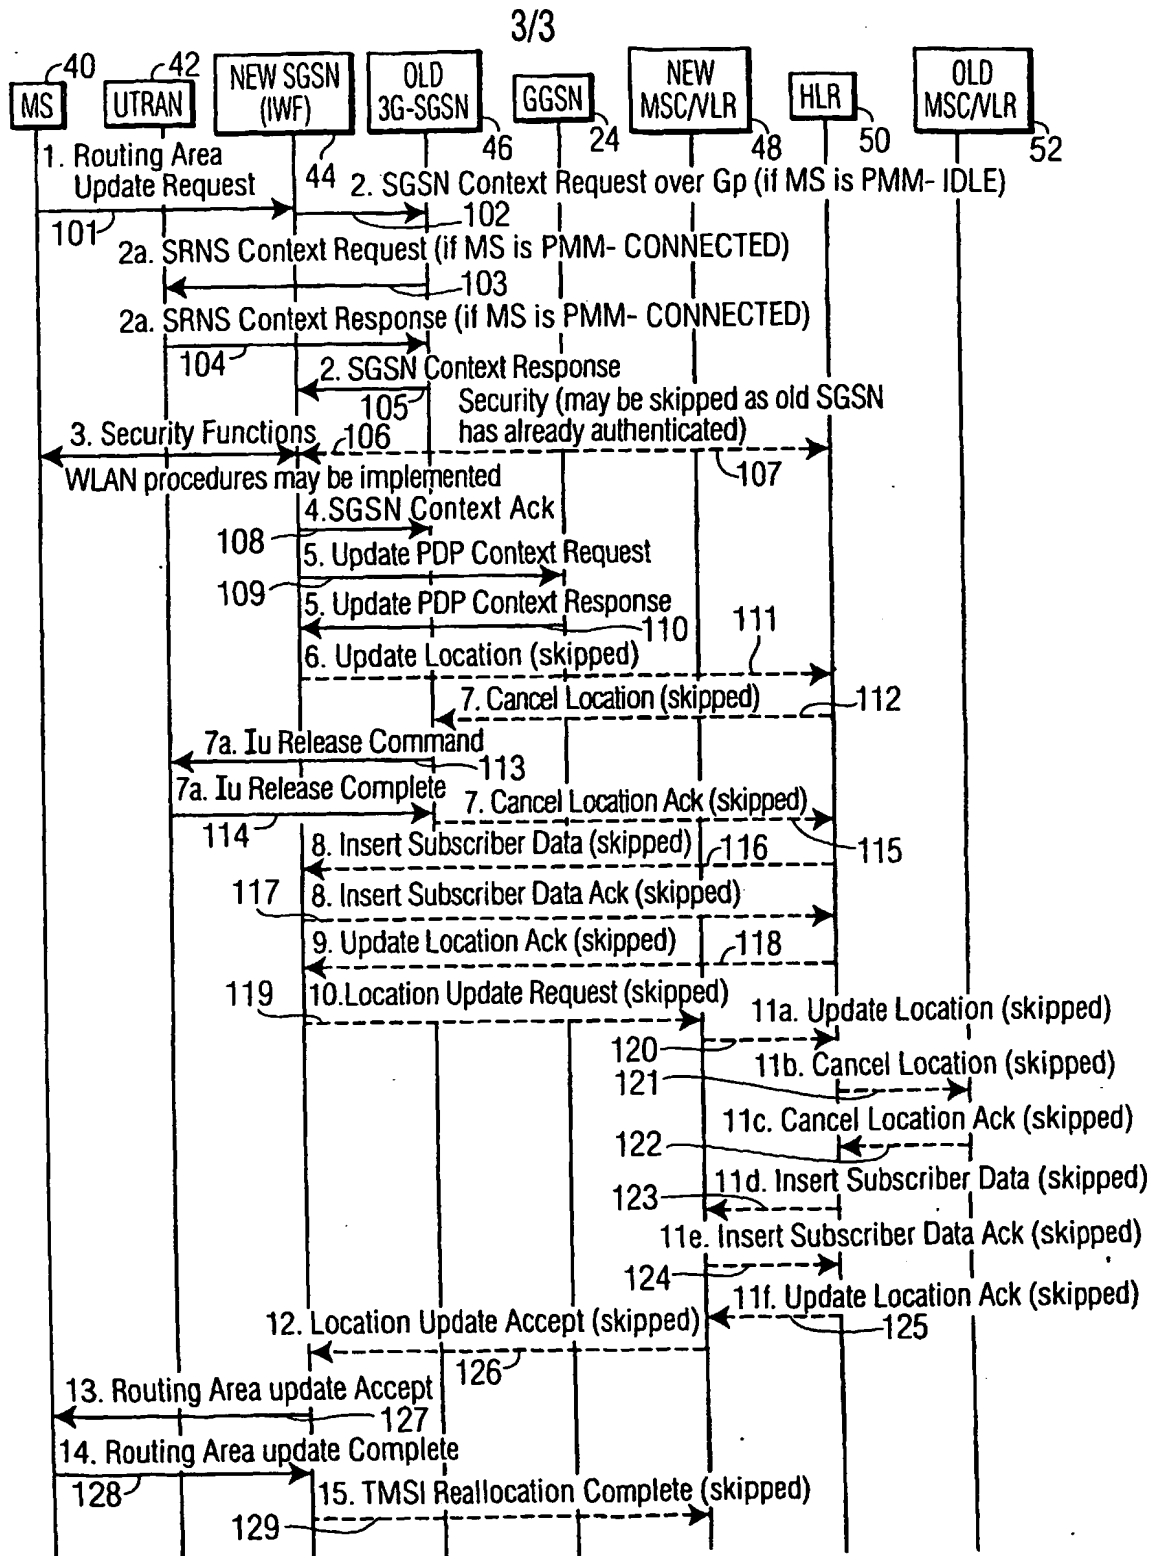 3/3
40
42
MS
UTRAN
NEW SGSN
(IWF)
OLD
3G-SGSN
GGSN
NEW
MSC/VLR
HLR
OLD
MSC/VLR
44
46
24
48
50
52
1. Routing Area
Update Request
101
2. SGSN Context Request over Gp (if MS is PMM- IDLE)
102
2a. SRNS Context Request (if MS is PMM- CONNECTED)
103
2a. SRNS Context Response (if MS is PMM- CONNECTED)
104
2. SGSN Context Response
105
Security (may be skipped as old SGSN
has already authenticated)
3. Security Functions
106
107
WLAN procedures may be implemented
4.SGSN Context Ack
108
5. Update PDP Context Request
109
5. Update PDP Context Response
110
111
6. Update Location (skipped)
7. Cancel Location (skipped)
112
7a. Iu Release Command
113
7a. Iu Release Complete
114
7. Cancel Location Ack (skipped)
115
8. Insert Subscriber Data (skipped)
116
117
8. Insert Subscriber Data Ack (skipped)
9. Update Location Ack (skipped)
118
119
10.Location Update Request (skipped)
11a. Update Location (skipped)
120
11b. Cancel Location (skipped)
121
11c. Cancel Location Ack (skipped)
122
11d. Insert Subscriber Data (skipped)
123
11e. Insert Subscriber Data Ack (skipped)
124
11f. Update Location Ack (skipped)
125
12. Location Update Accept (skipped)
126
13. Routing Area update Accept
127
14. Routing Area update Complete
128
15. TMSI Reallocation Complete (skipped)
129